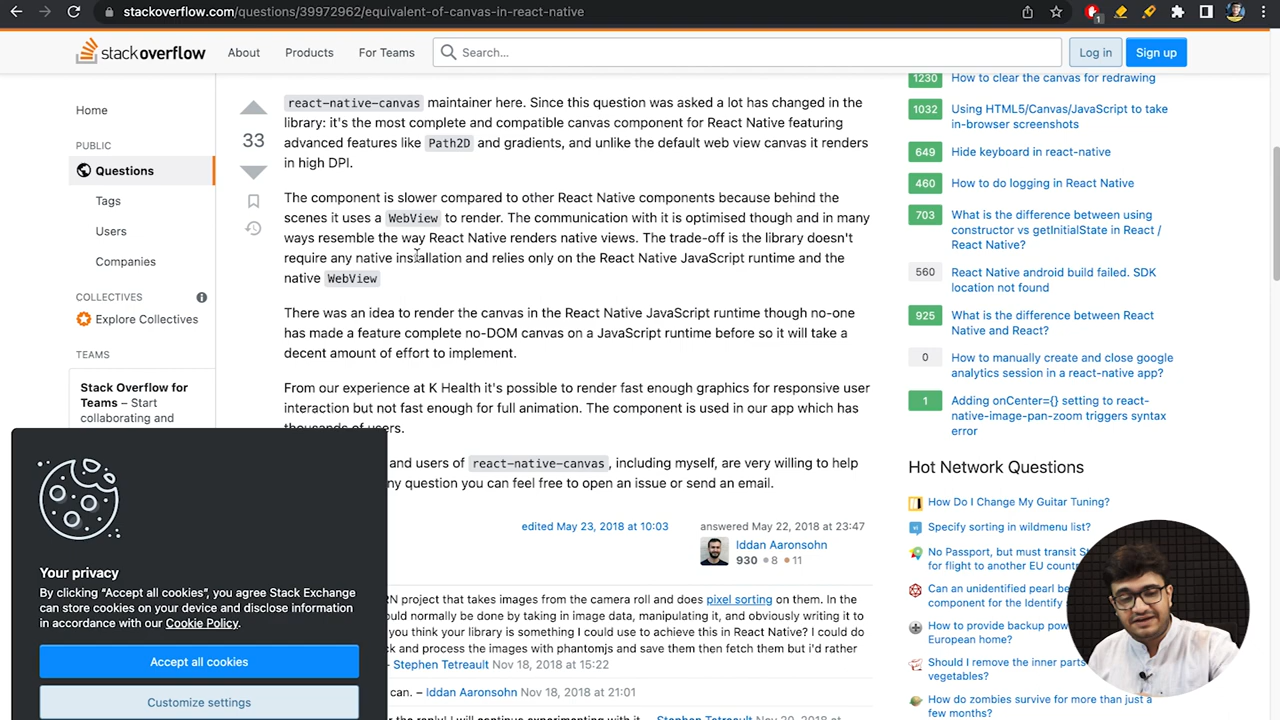 stackoverflow.com/questions/39972962/equivalent-of-canvas-in-react-native
1
stackoverflow
About
Products
For Teams
Search...
Log in
Sign up
Home
PUBLIC
Questions
Tags
Users
Companies
COLLECTIVES
Explore Collectives
TEAMS
Stack Overflow for
Teams – Start
collaborating and
33
react-native-canvas maintainer here. Since this question was asked a lot has changed in the
library: it's the most complete and compatible canvas component for React Native featuring
advanced features like Path2D and gradients, and unlike the default web view canvas it renders
in high DPI.
The component is slower compared to other React Native components because behind the
scenes it uses a WebView to render. The communication with it is optimised though and in many
ways resemble the way React Native renders native views. The trade-off is the library doesn't
require any native installation and relies only on the React Native JavaScript runtime and the
native WebView
There was an idea to render the canvas in the React Native JavaScript runtime though no-one
has made a feature complete no-DOM canvas on a JavaScript runtime before so it will take a
decent amount of effort to implement.
From our experience at K Health it's possible to render fast enough graphics for responsive user
interaction but not fast enough for full animation. The component is used in our app which has
thousands of users.
and users of react-native-canvas, including myself, are very willing to help
ny question you can feel free to open an issue or send an email.
edited May 23, 2018 at 10:03
answered May 22, 2018 at 23:47
Iddan Aaronsohn
930 8 11
RN project that takes images from the camera roll and does pixel sorting on them. In the
ould normally be done by taking in image data, manipulating it, and obviously writing it to
you think your library is something I could use to achieve this in React Native? I could do
k and process the images with phantomjs and save them then fetch them but i'd rather
- Stephen Tetreault Nov 18, 2018 at 15:22
can. – Iddan Aaronsohn Nov 18, 2018 at 21:01
Your privacy
By clicking "Accept all cookies", you agree Stack Exchange
can store cookies on your device and disclose information
in accordance with our Cookie Policy.
Accept all cookies
Customize settings
1230 How to clear the canvas for redrawing
1032 Using HTML5/Canvas/JavaScript to take
in-browser screenshots
649 Hide keyboard in react-native
460 How to do logging in React Native
703 What is the difference between using
constructor vs getInitialState in React /
React Native?
560 React Native android build failed. SDK
location not found
925 What is the difference between React
Native and React?
0 How to manually create and close google
analytics session in a react-native app?
1 Adding onCenter={} setting to react-
native-image-pan-zoom triggers syntax
error
Hot Network Questions
How Do I Change My Guitar Tuning?
Specify sorting in wildmenu list?
No Passport, but must transit
for flight to another EU
Can an unidentified pearl be
component for the Identify
How to provide backup
European home?
Should I remove the inner parts
vegetables?
How do zombies survive for more than just a
few months?